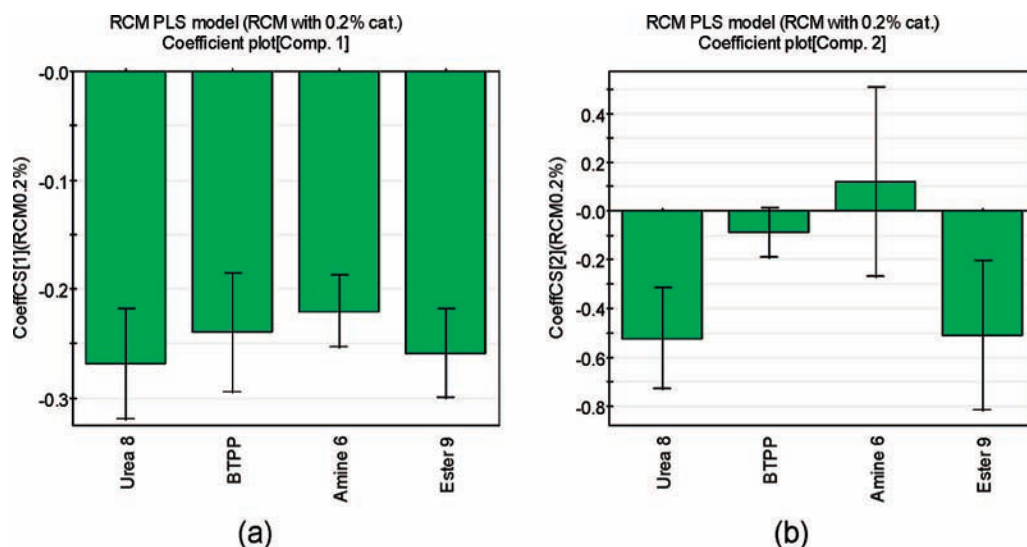 RCM PLS model (RCM with 0.2% cat.)
Coefficient plot[Comp. 1]
CoeffCS[1](RCM0.2%)
-0.0
-0.1
-0.2
-0.3
Urea 8
BTPP
Amine 6
Ester 9
(a)
RCM PLS model (RCM with 0.2% cat.)
Coefficient plot[Comp. 2]
CoeffCS[2](RCM0.2%)
0.4
0.2
-0.0
-0.2
-0.4
-0.6
-0.8
Urea 8
BTPP
Amine 6
Ester 9
(b)